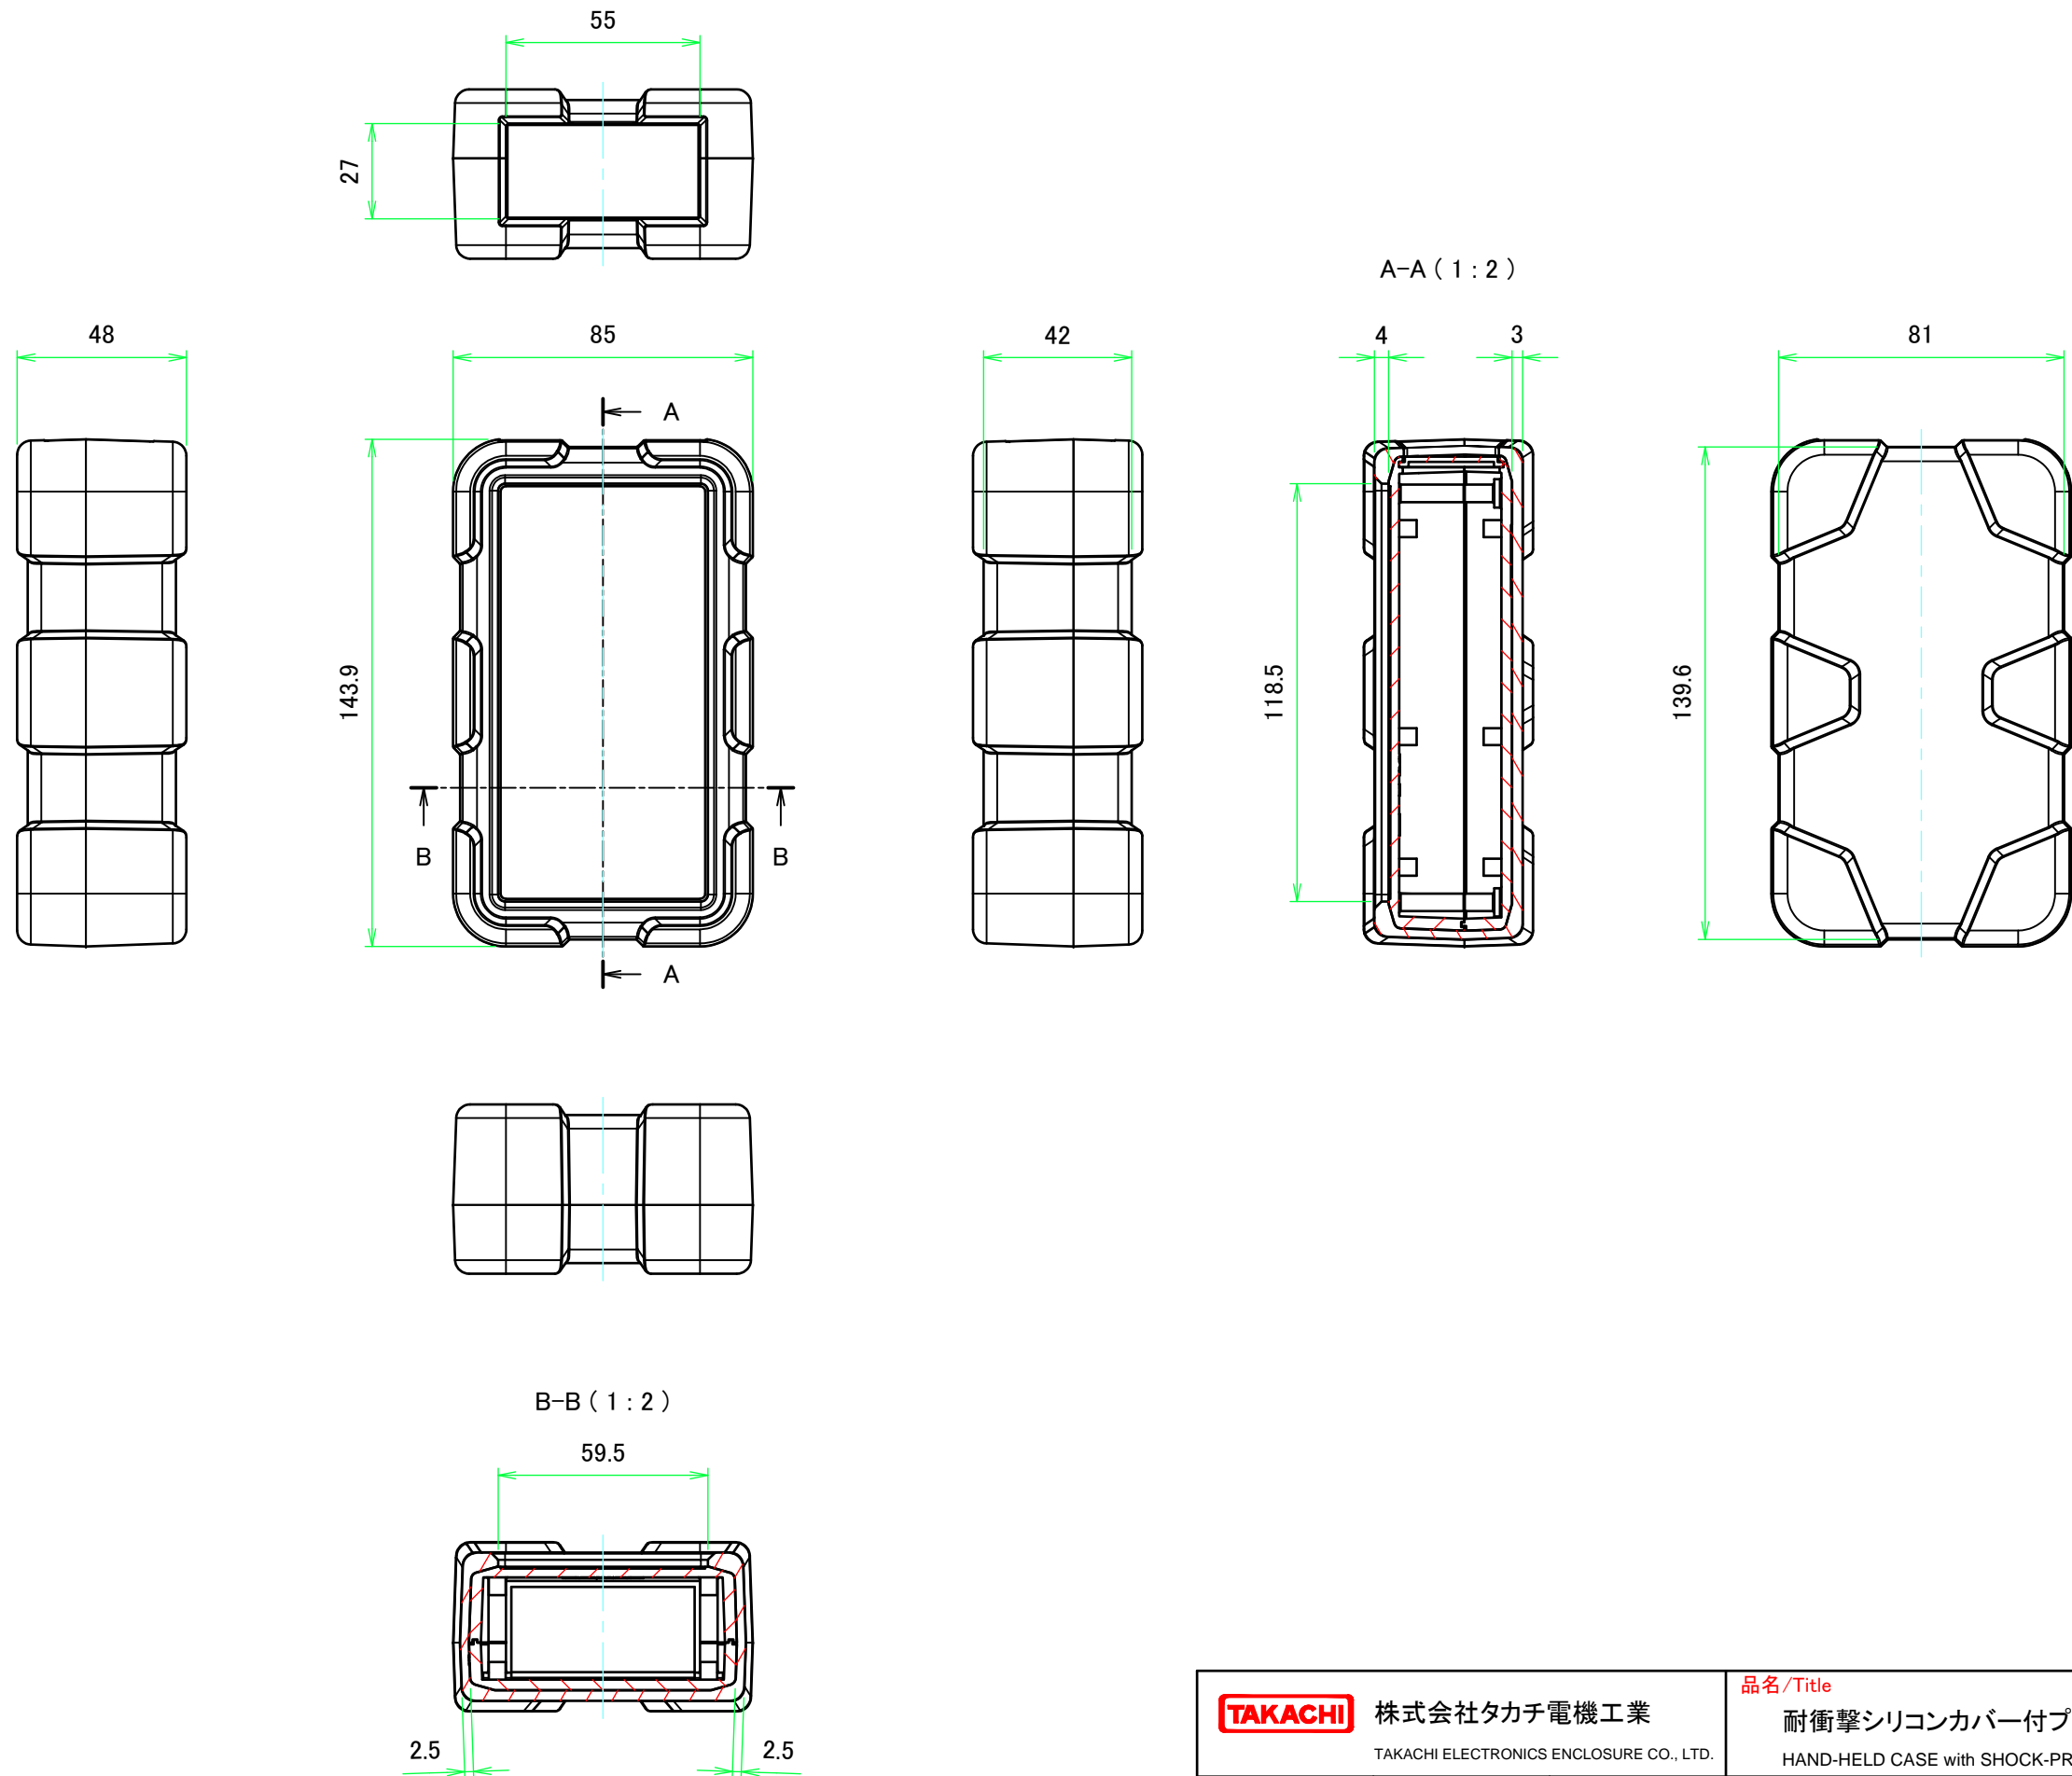 55
27
A-A ( 1 : 2 )
48
85
42
4
3
81
A
143.9
118.5
139.6
B
B
A
B-B ( 1 : 2 )
59.5
2.5
2.5
TAKACHI
株式会社タカチ電機工業
TAKACHI ELECTRONICS ENCLOSURE CO., LTD.
品名/Title
耐衝撃シリコンカバー付プ
HAND-HELD CASE with SHOCK-PR